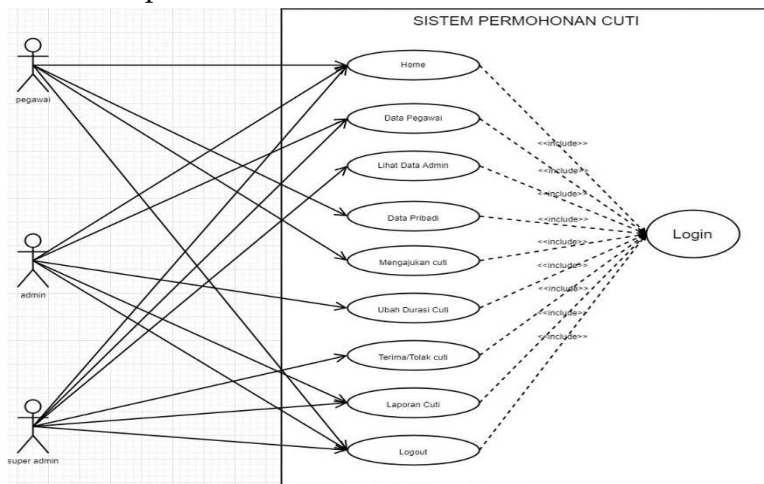 SISTEM PERMOHONAN CUTI
pegawai
admin
super admin
Home
Data Pegawai
Lihat Data Admin
Data Pribadi
Mengajukan cuti
Ubah Durasi Cuti
Terima/Tolak cuti
Laporan Cuti
Logout
<<include>>
<<include>>
<<include>>
<<include>>
<<include>>
<<include>>
<<include>>
<<include>>
<<include>>
Login